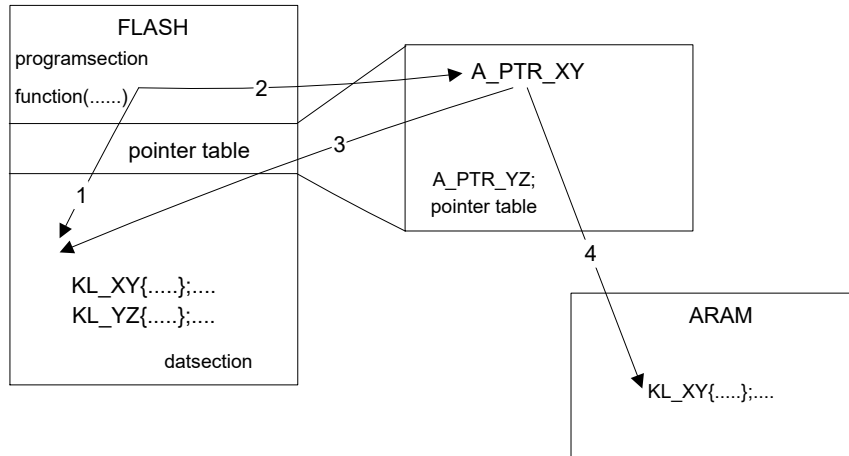 FLASH
programsection
function(......)
2
A_PTR_XY
pointer table
3
1
A_PTR_YZ;
pointer table
4
KL_XY{.....};....
KL_YZ{.....};....
datsection
ARAM
KL_XY{.....};....